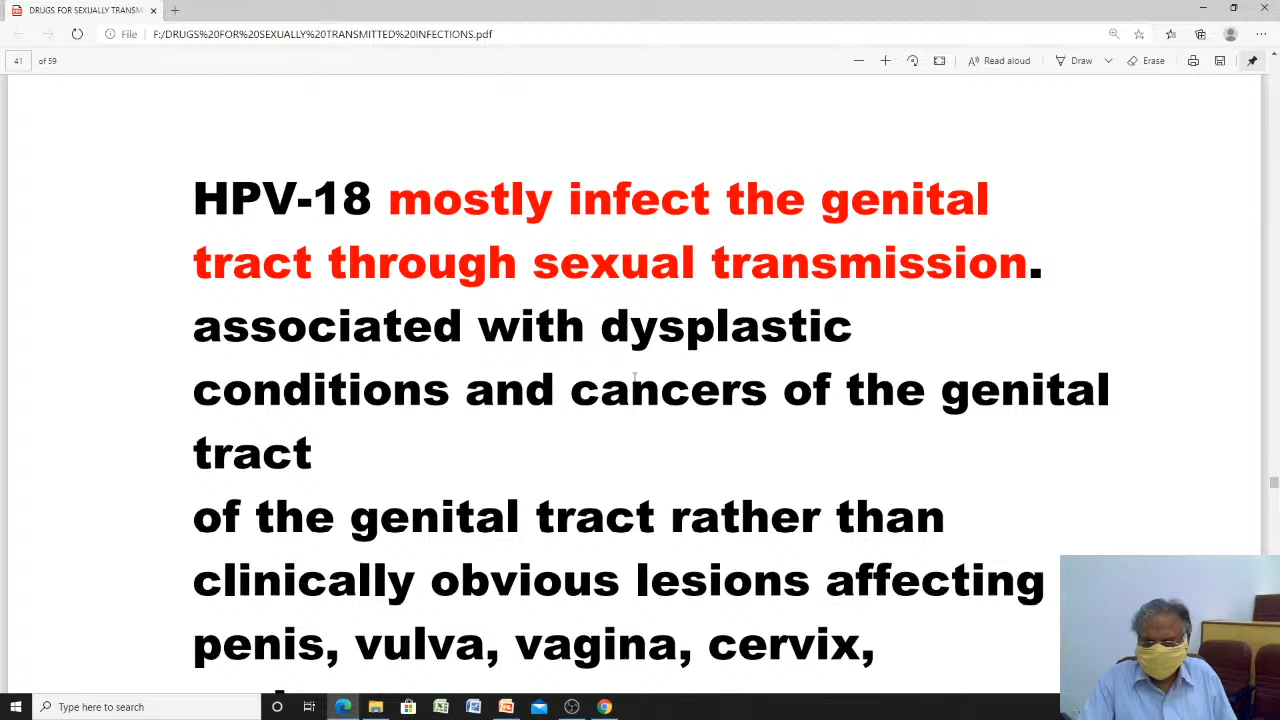 DRUGS FOR SEXUALLY TRANSM
File F:/DRUGS%20FOR%20SEXUALLY%20TRANSMITTED%20INFECTIONS.pdf
41 of 59 Read aloud Draw Erase
HPV-18 mostly infect the genital
tract through sexual transmission.
associated with dysplastic
conditions and cancers of the genital
tract
of the genital tract rather than
clinically obvious lesions affecting
penis, vulva, vagina, cervix,
Type here to search